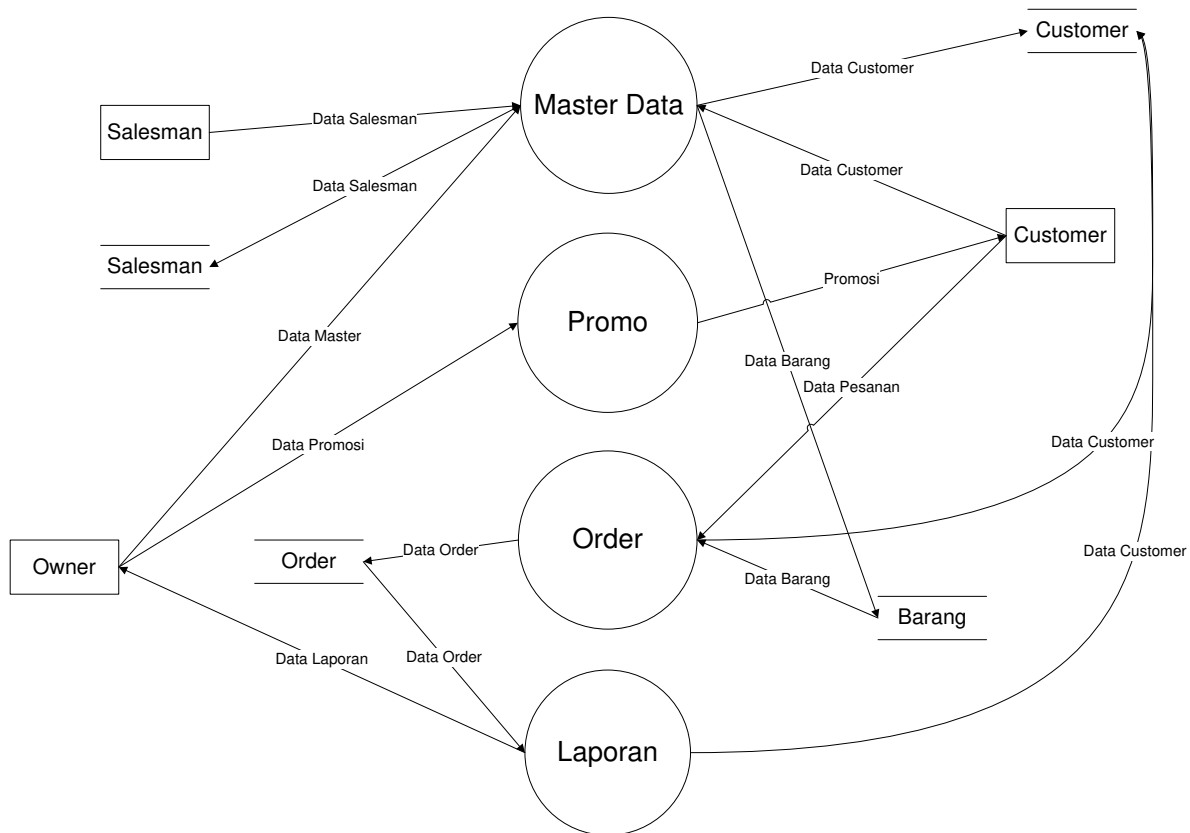 Customer
Data Customer
Master Data
Salesman
Data Salesman
Data Customer
Data Salesman
Customer
Salesman
Promosi
Promo
Data Master
Data Barang
Data Pesanan
Data Promosi
Data Customer
Order
Data Order
Order
Data Customer
Owner
Data Barang
Barang
Data Laporan
Data Order
Laporan